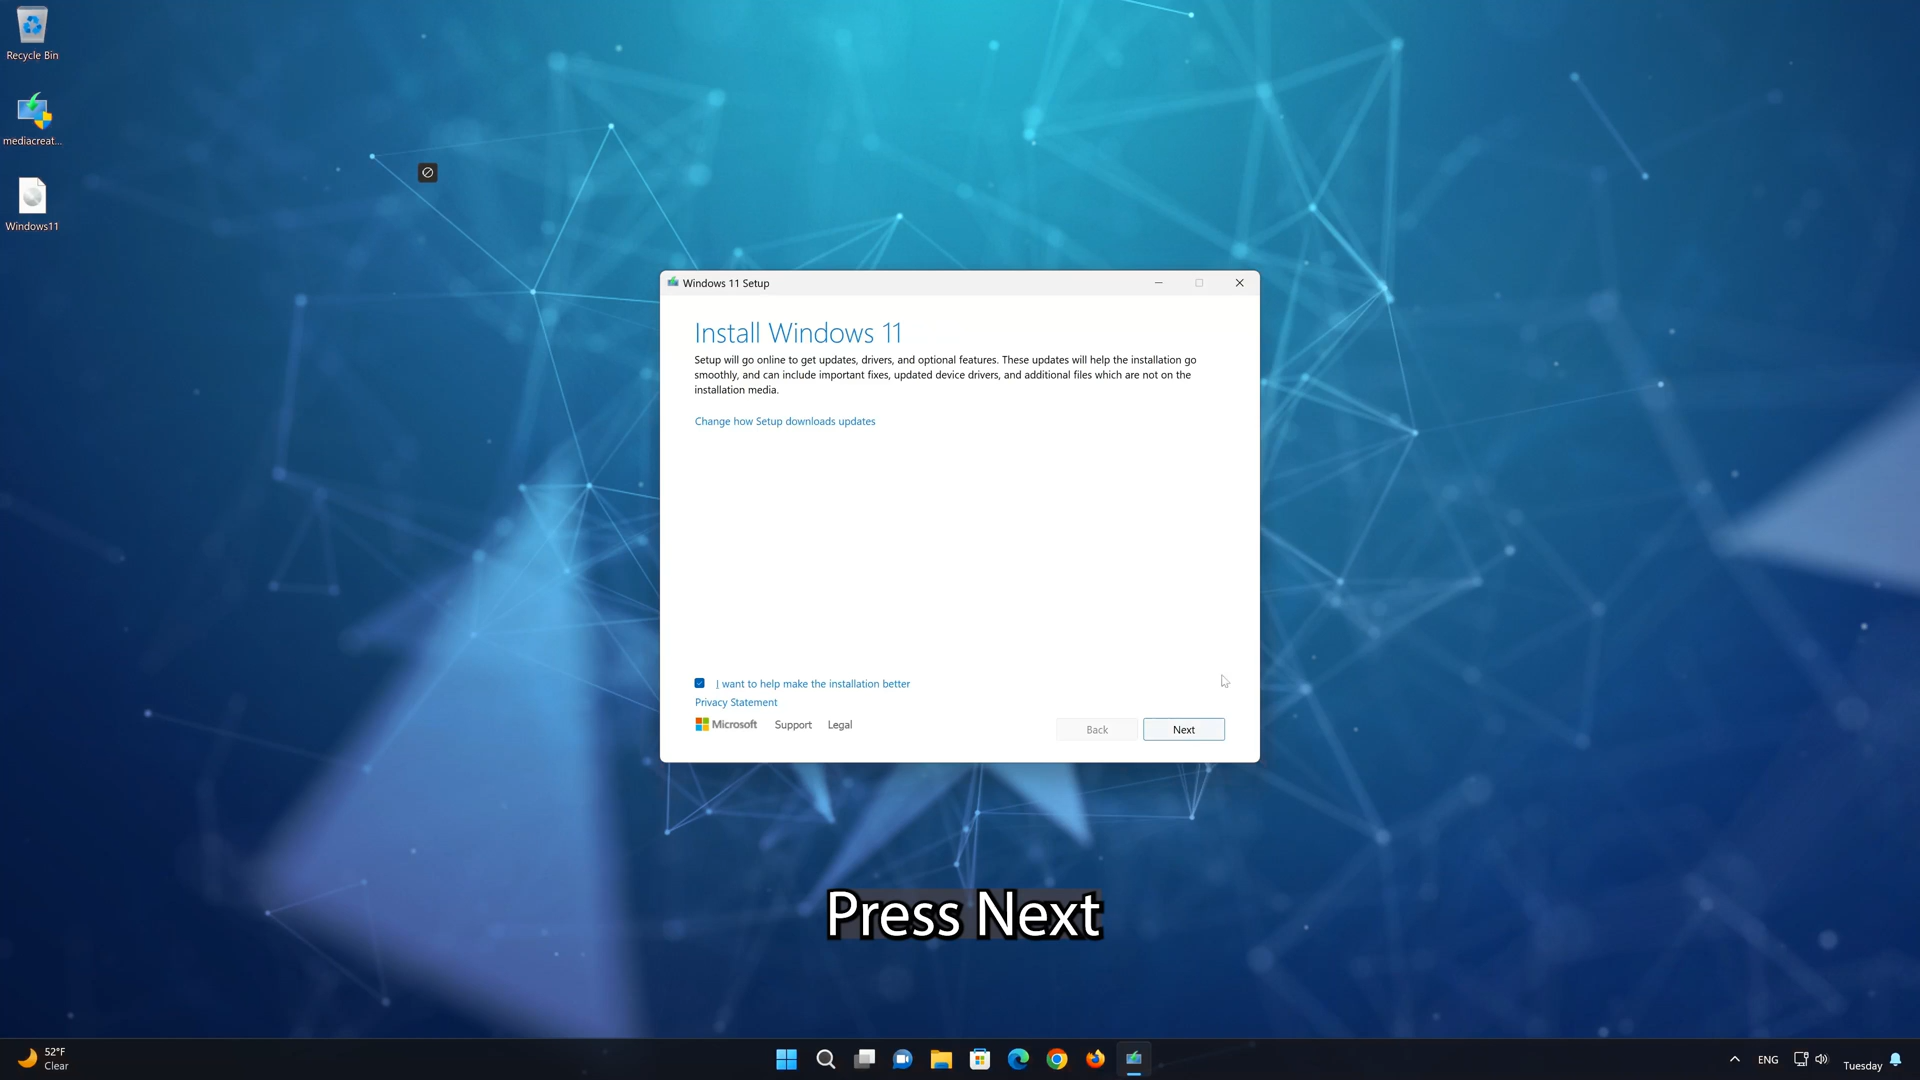 Recycle Bin
mediacreat...
Windows11
Windows 11 Setup
Install Windows 11
Setup will go online to get updates, drivers, and optional features. These updates will help the installation go
smoothly, and can include important fixes, updated device drivers, and additional files which are not on the
installation media.
Change how Setup downloads updates
I want to help make the installation better
Privacy Statement
Microsoft Support Legal
Back Next
Press Next
52°F
Clear
ENG
Tuesday